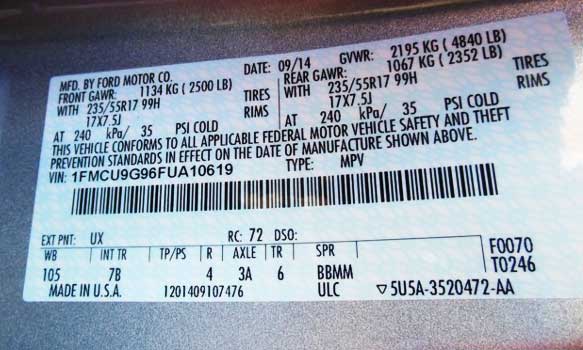 MFD. BY FORD MOTOR CO. DATE: 09/14 GVWR: 2195 KG ( 4840 LB)
FRONT GAWR: 1134 KG ( 2500 LB) REAR GAWR: 1067 KG ( 2352 LB)
WITH 235/55R17 99H TIRES WITH 235/55R17 99H TIRES
17X7.5J RIMS 17X7.5J RIMS
AT 240 kPa/ 35 PSI COLD AT 240 kPa/ 35 PSI COLD
THIS VEHICLE CONFORMS TO ALL APPLICABLE FEDERAL MOTOR VEHICLE SAFETY AND THEFT
PREVENTION STANDARDS IN EFFECT ON THE DATE OF MANUFACTURE SHOWN ABOVE.
VIN: 1FMCU9G96FUA10619 TYPE: MPV
EXT PNT: UX RC: 72 DSO:
WB INT TR TP/PS R AXLE TR SPR F0070
105 7B 4 3A 6 BBMM T0246
MADE IN U.S.A. 1201409107476 ULC ▽5U5A-3520472-AA